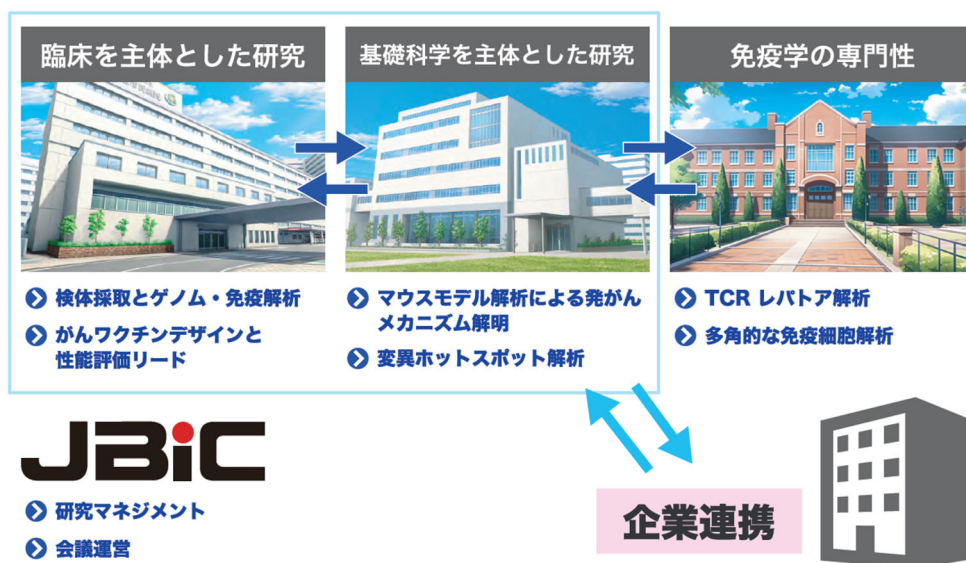 臨床を主体とした研究
基礎科学を主体とした研究
免疫学の専門性
検体採取とゲノム・免疫解析
がんワクチンデザインと
性能評価リード
マウスモデル解析による発がん
メカニズム解明
変異ホットスポット解析
TCR レパトア解析
多角的な免疫細胞解析
JBiC
研究マネジメント
会議運営
企業連携